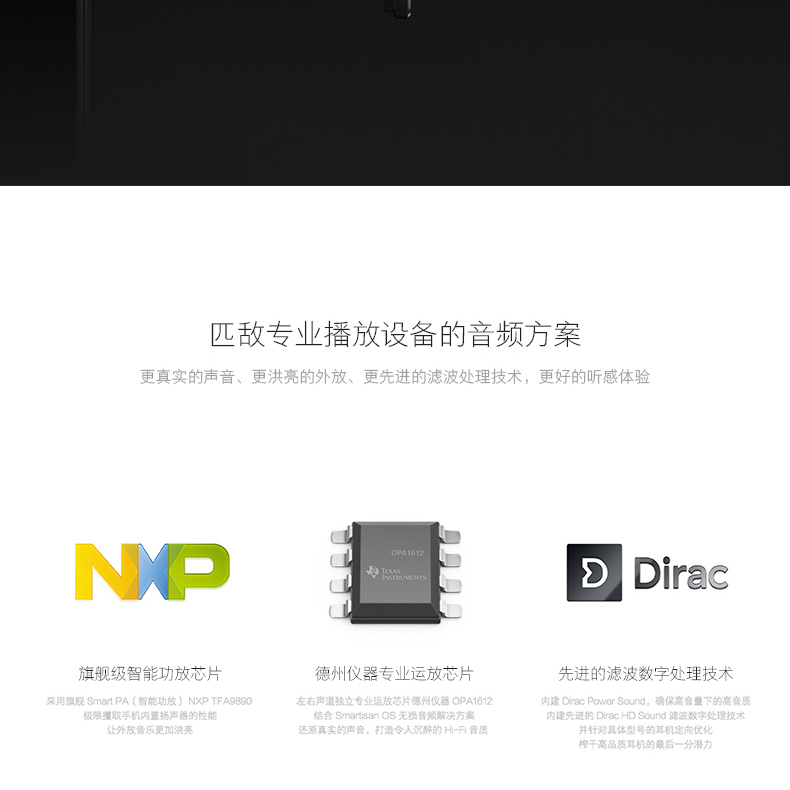 匹敌专业播放设备的音频方案
更真实的声音、更洪亮的外放、更先进的滤波处理技术，更好的听感体验
NXP
OPA1612
TEXAS
INSTRUMENTS
Dirac
旗舰级智能功放芯片
采用旗舰 Smart PA（智能功放）NXP TFA9890
极限攫取手机内置扬声器的性能
让外放音乐更加洪亮
德州仪器专业运放芯片
左右声道独立专业运放芯片德州仪器 OPA1612
结合 Smartisan OS 无损音频解决方案
还原真实的声音，打造令人沉醉的 Hi-Fi 音质
先进的滤波数字处理技术
内建 Dirac Power Sound，确保高音量下的高音质
内建先进的 Dirac HD Sound 滤波数字处理技术
并针对具体型号的耳机定向优化
榨干高品质耳机的最后一分潜力